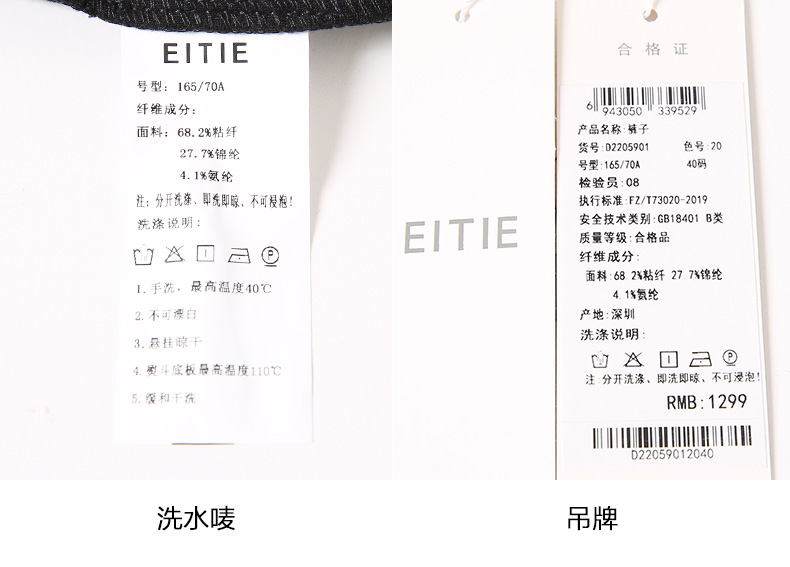 EITIE
号型: 165/70A
纤维成分:
面料: 68.2%粘纤
27.7%锦纶
4.1%氨纶
注: 分开洗涤、即洗即晾、不可浸泡!
洗涤说明:
1.手洗, 最高温度40℃
2.不可漂白
3.悬挂晾干
4.熨斗底板最高温度110℃
5.缓和干洗
洗水唛
EITIE
合格证
6 943050 339529
产品名称:裤子
货号:D2205901 色号:20
号型:165/70A 40码
检验员:08
执行标准:FZ/T73020-2019
安全技术类别:GB18401 B类
质量等级:合格品
纤维成分:
面料:68.2%粘纤 27.7%锦纶
4.1%氨纶
产地:深圳
洗涤说明:
注:分开洗涤、即洗即晾、不可浸泡!
RMB:1299
D22059012040
吊牌